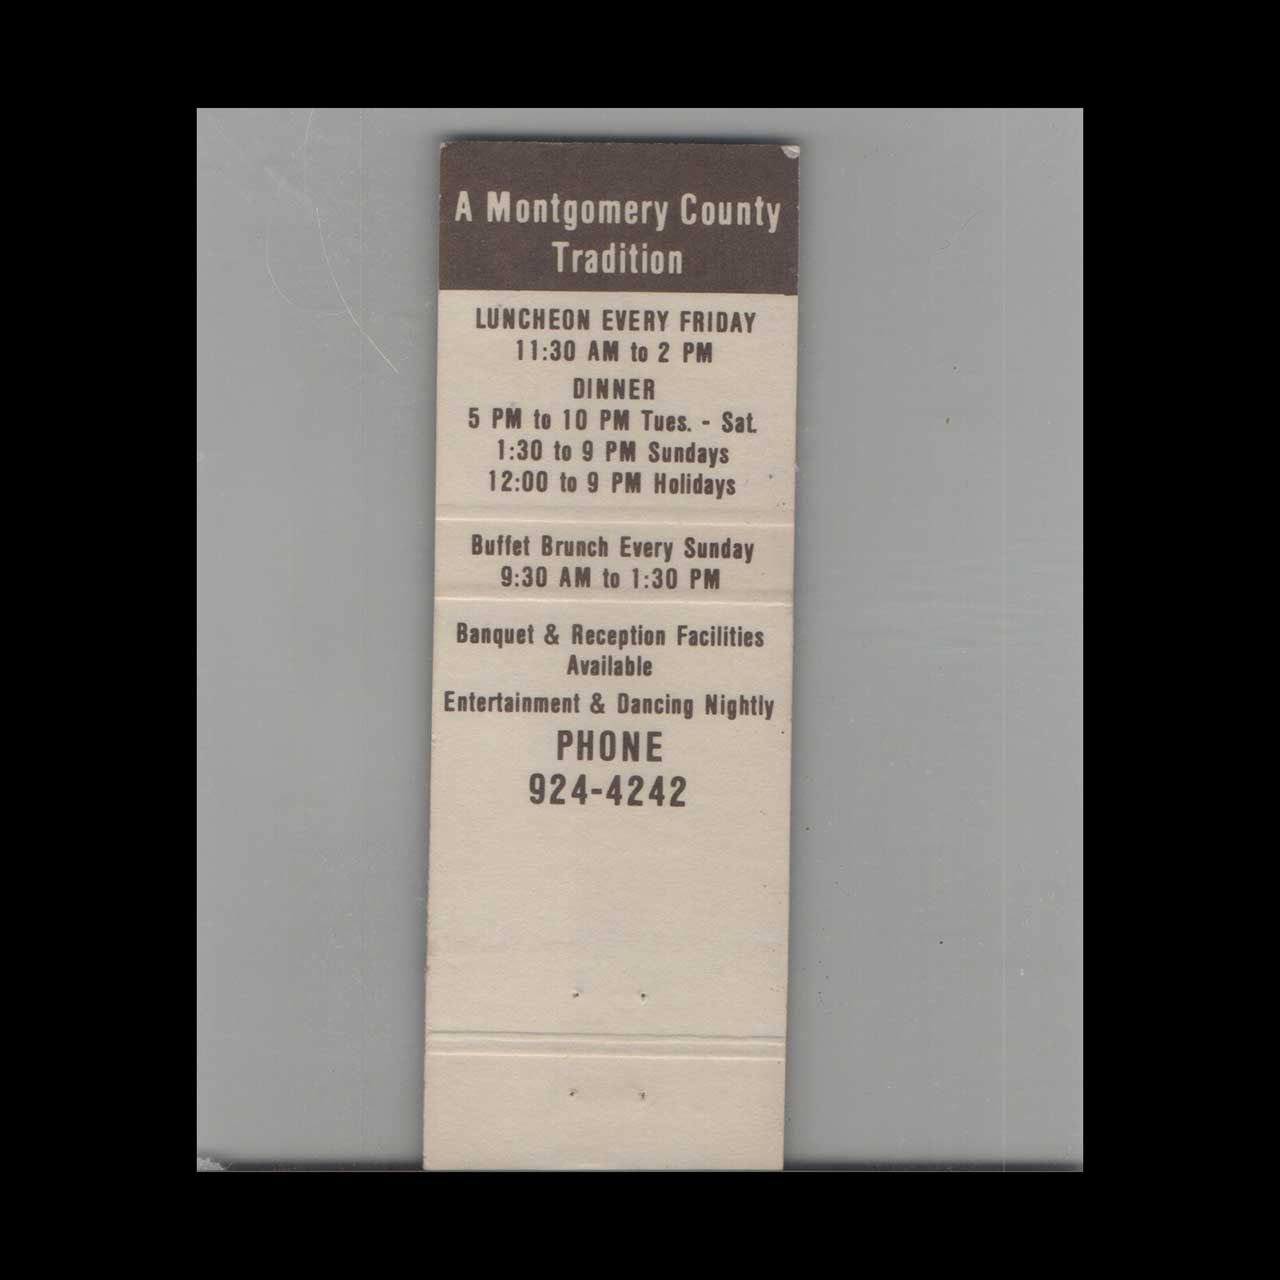 A Montgomery County
Tradition
LUNCHEON EVERY FRIDAY
11:30 AM to 2 PM
DINNER
5 PM to 10 PM Tues. - Sat.
1:30 to 9 PM Sundays
12:00 to 9 PM Holidays
Buffet Brunch Every Sunday
9:30 AM to 1:30 PM
Banquet & Reception Facilities
Available
Entertainment & Dancing Nightly
PHONE
924-4242